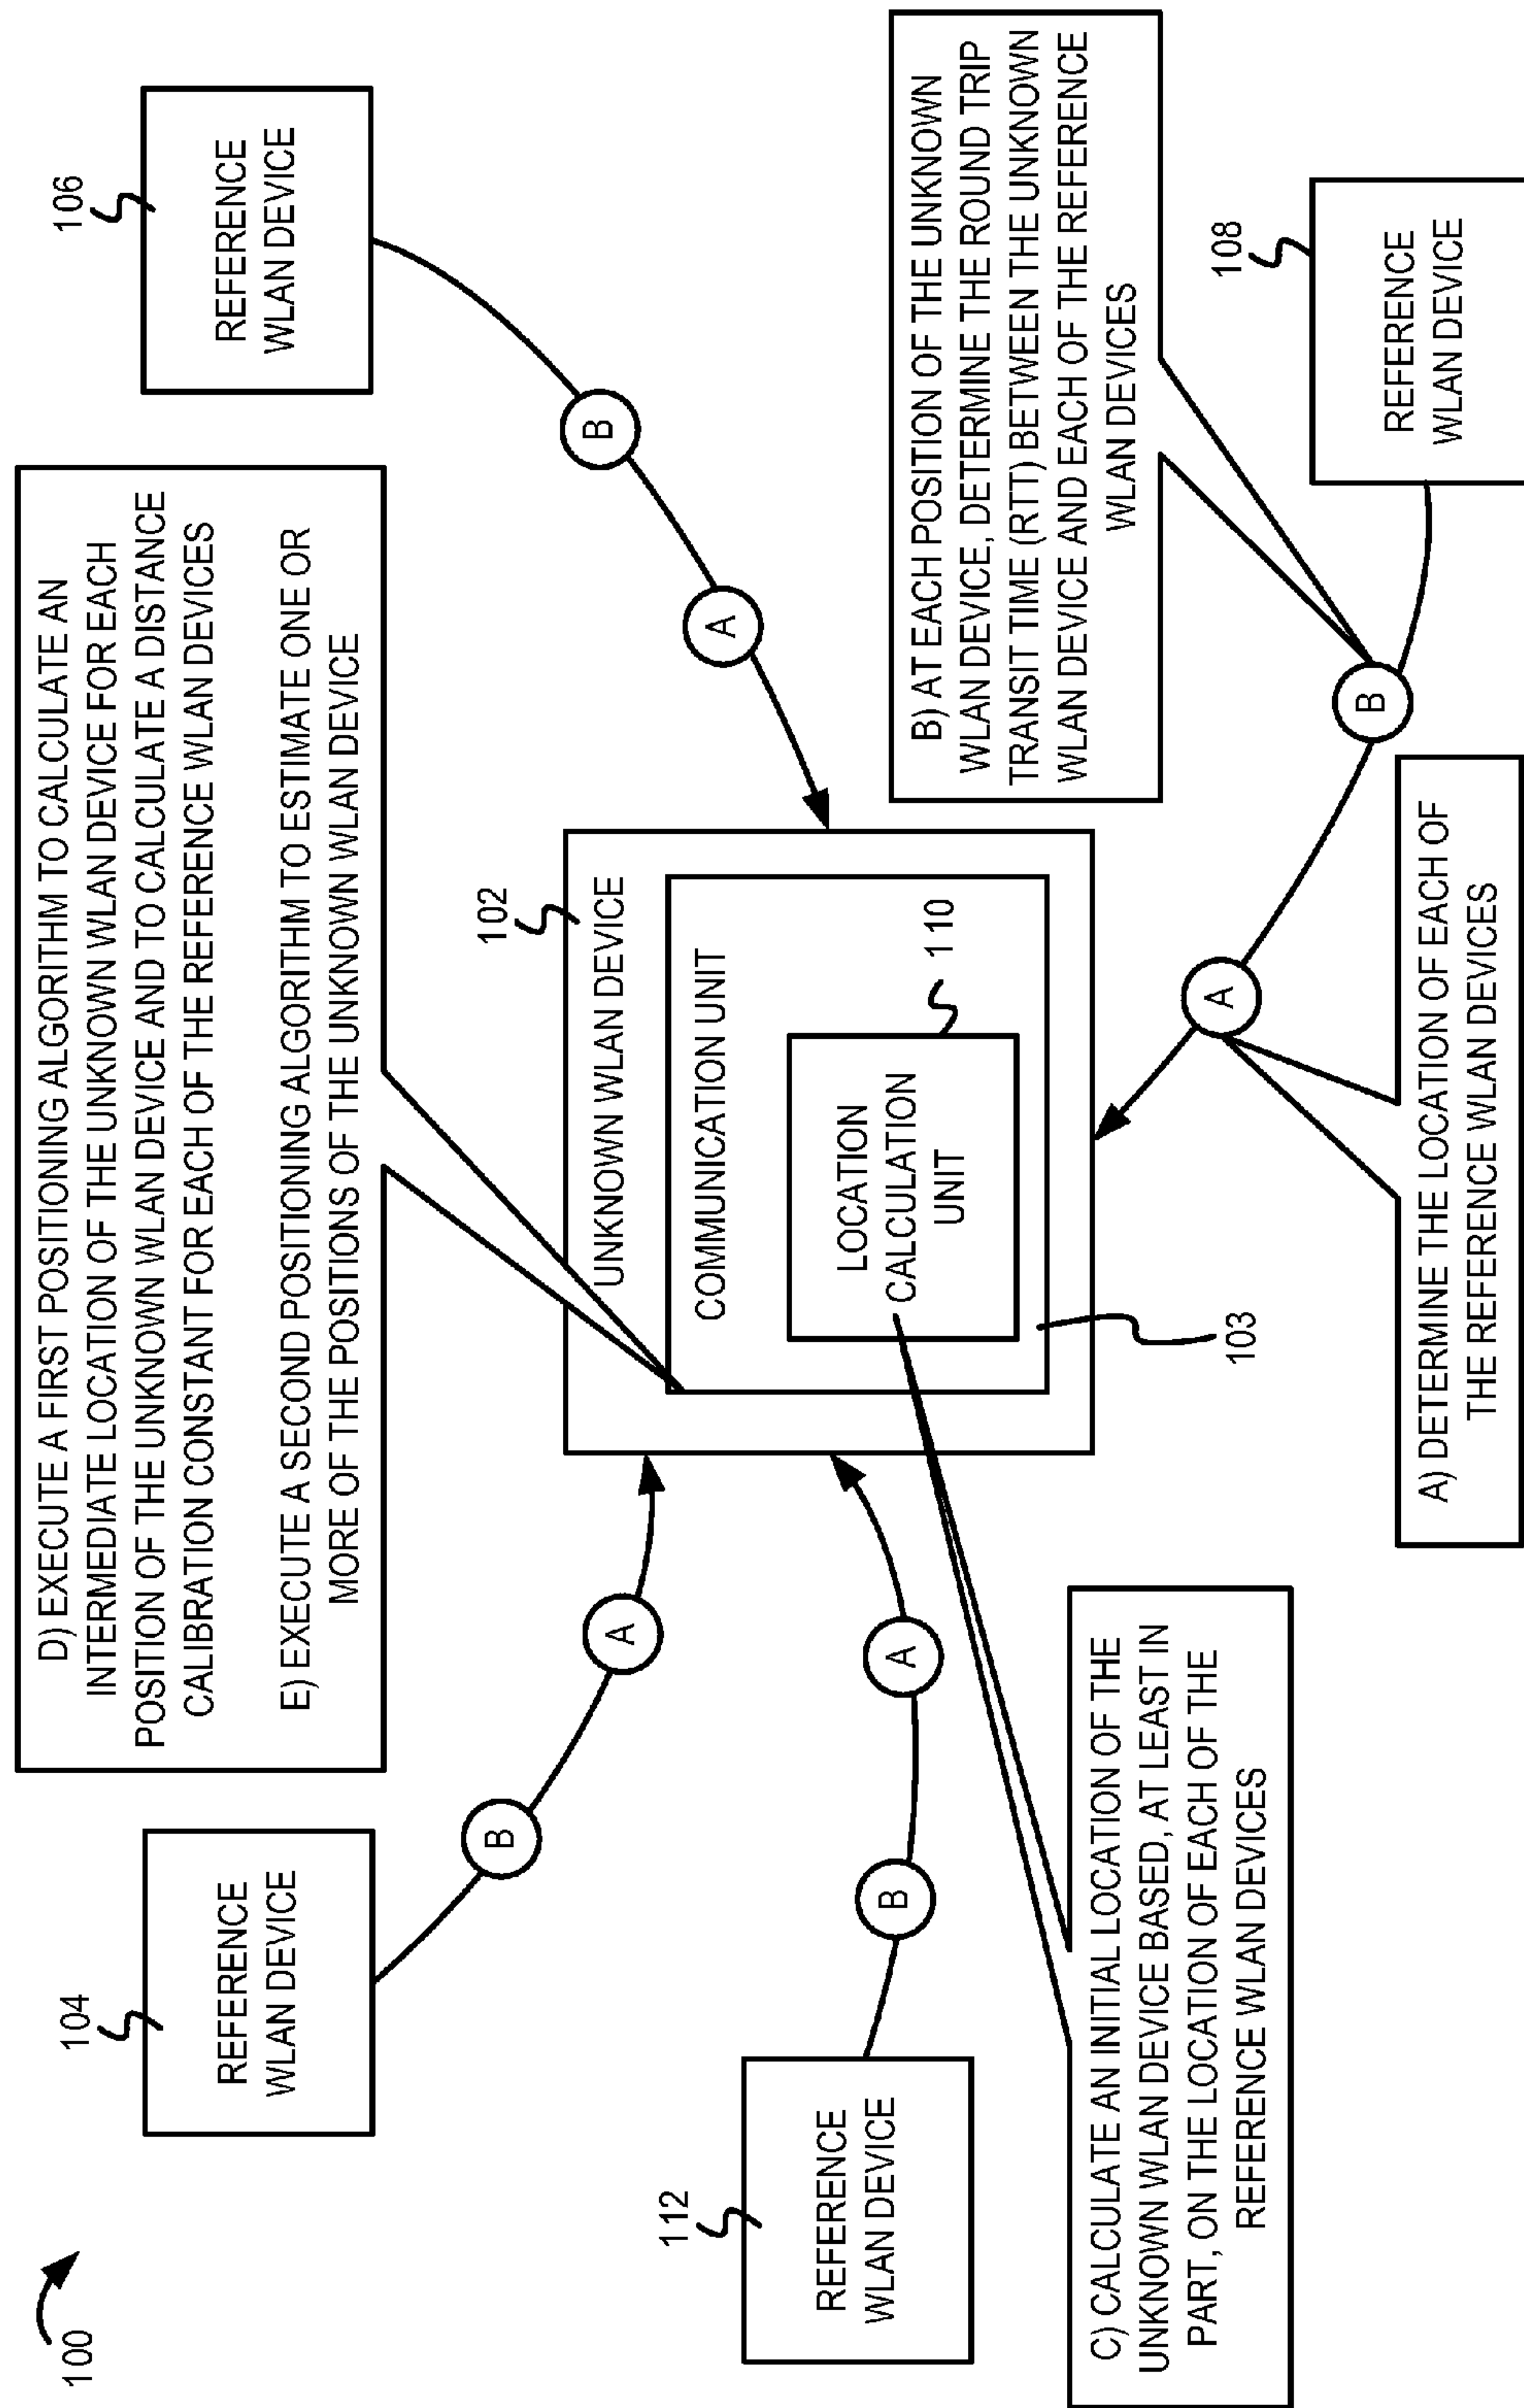 100
104
REFERENCE
WLAN DEVICE
D) EXECUTE A FIRST POSITIONING ALGORITHM TO CALCULATE AN
INTERMEDIATE LOCATION OF THE UNKNOWN WLAN DEVICE FOR EACH
POSITION OF THE UNKNOWN WLAN DEVICE AND TO CALCULATE A DISTANCE
CALIBRATION CONSTANT FOR EACH OF THE REFERENCE WLAN DEVICES
E) EXECUTE A SECOND POSITIONING ALGORITHM TO ESTIMATE ONE OR
MORE OF THE POSITIONS OF THE UNKNOWN WLAN DEVICE
106
REFERENCE
WLAN DEVICE
B
A
B
A
102
UNKNOWN WLAN DEVICE
COMMUNICATION UNIT
110
LOCATION
CALCULATION
UNIT
103
112
REFERENCE
WLAN DEVICE
B
A
B) AT EACH POSITION OF THE UNKNOWN
WLAN DEVICE, DETERMINE THE ROUND TRIP
TRANSIT TIME (RTT) BETWEEN THE UNKNOWN
WLAN DEVICE AND EACH OF THE REFERENCE
WLAN DEVICES
A
B
108
REFERENCE
WLAN DEVICE
C) CALCULATE AN INITIAL LOCATION OF THE
UNKNOWN WLAN DEVICE BASED, AT LEAST IN
PART, ON THE LOCATION OF EACH OF THE
REFERENCE WLAN DEVICES
A) DETERMINE THE LOCATION OF EACH OF
THE REFERENCE WLAN DEVICES